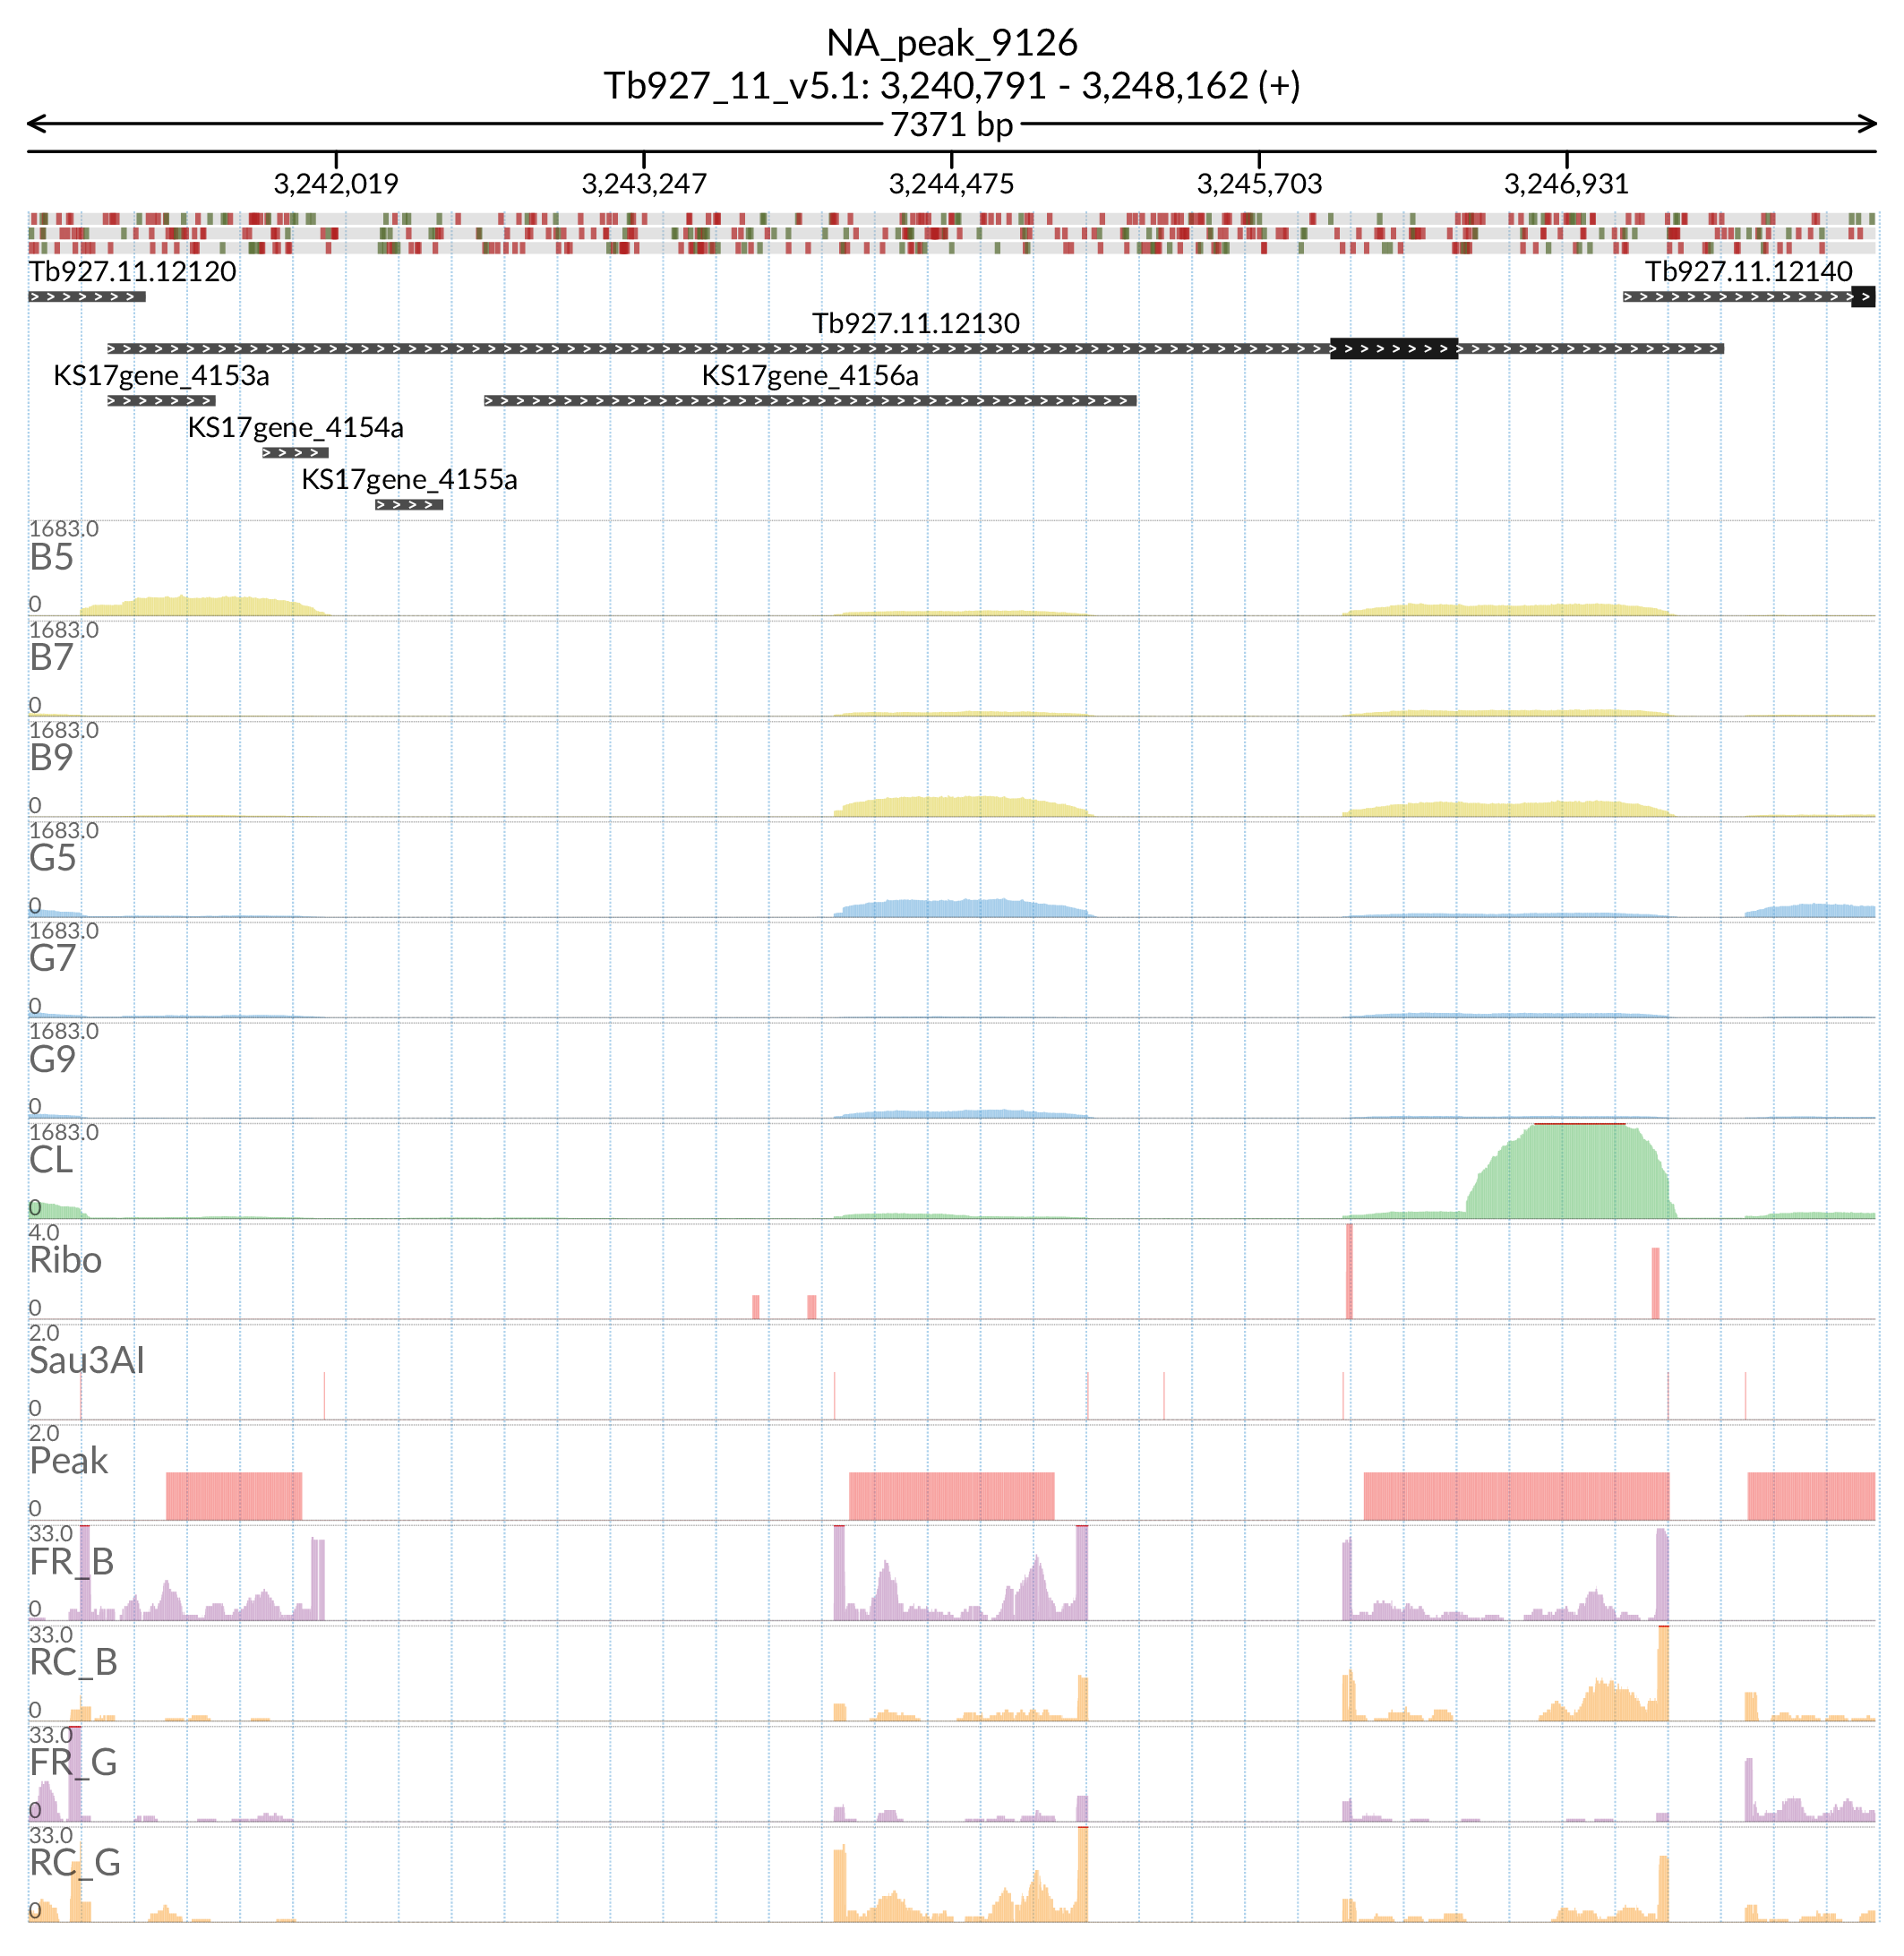 NA_peak_9126
Tb927_11_v5.1: 3,240,791 - 3,248,162 (+)
7371 bp
3,242,019 3,243,247 3,244,475 3,245,703 3,246,931
Tb927.11.12120 Tb927.11.12140
Tb927.11.12130
KS17gene_4153a KS17gene_4156a
KS17gene_4154a
KS17gene_4155a
1683.0
B5
0
1683.0
B7
0
1683.0
B9
0
1683.0
G5
0
1683.0
G7
0
1683.0
G9
0
1683.0
CL
0
4.0
Ribo
0
2.0
Sau3AI
0
2.0
Peak
0
33.0
FR_B
0
33.0
RC_B
0
33.0
FR_G
0
33.0
RC_G
0